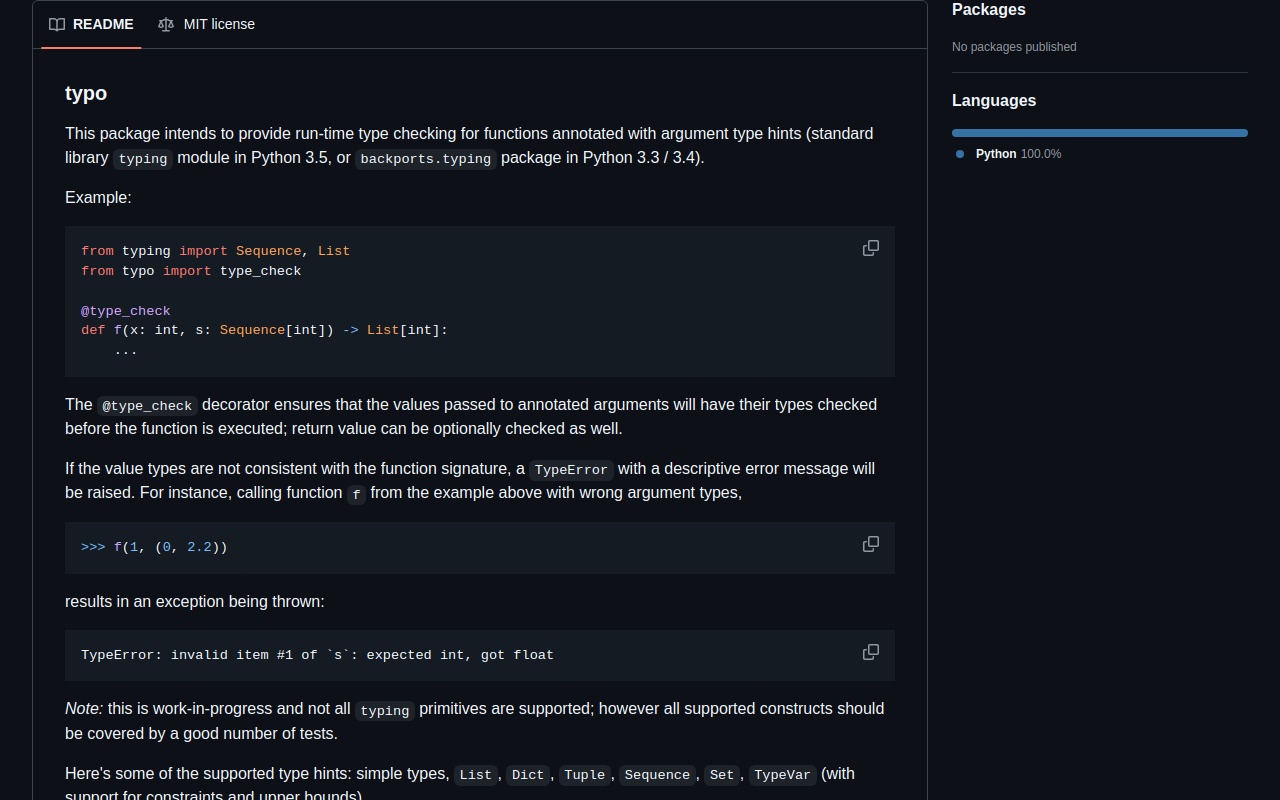 README
MIT license
typo
This package intends to provide run-time type checking for functions annotated with argument type hints (standard
library typing module in Python 3.5, or backports.typing package in Python 3.3 / 3.4).
Example:
from typing import Sequence, List
from typo import type_check
@type_check
def f(x: int, s: Sequence[int]) -> List[int]:
    ...
The @type_check decorator ensures that the values passed to annotated arguments will have their types checked
before the function is executed; return value can be optionally checked as well.
If the value types are not consistent with the function signature, a TypeError with a descriptive error message will
be raised. For instance, calling function f from the example above with wrong argument types,
>>> f(1, (0, 2.2))
results in an exception being thrown:
TypeError: invalid item #1 of `s`: expected int, got float
Note: this is work-in-progress and not all typing primitives are supported; however all supported constructs should
be covered by a good number of tests.
Here's some of the supported type hints: simple types, List, Dict, Tuple, Sequence, Set, TypeVar (with
support for constraints and upper bounds)
Packages
No packages published
Languages
Python 100.0%